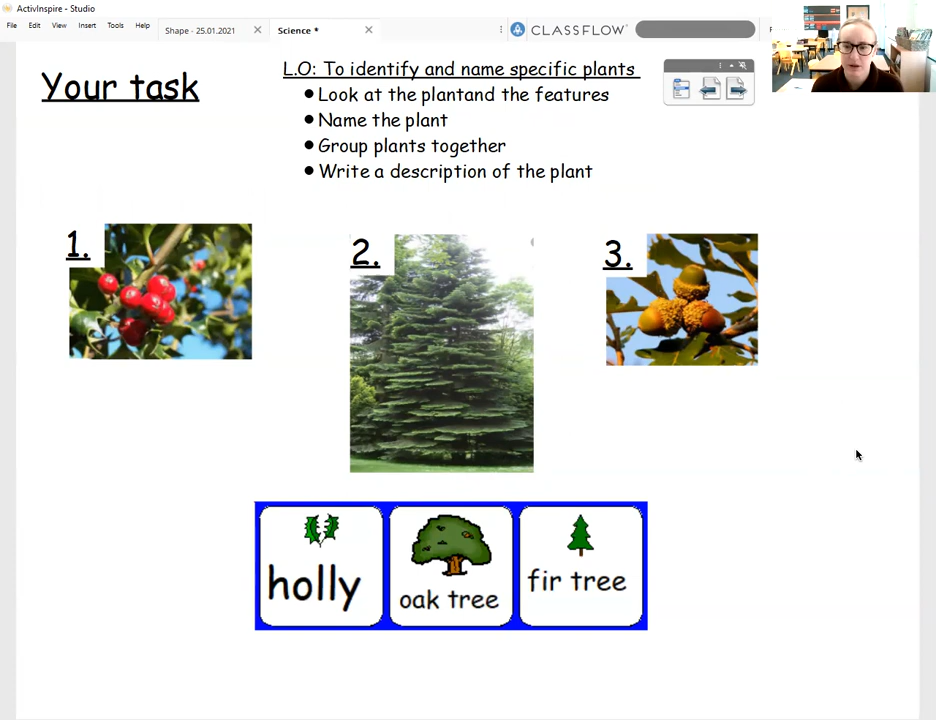 ActivInspire - Studio
File Edit View Insert Tools Help
Shape - 25.01.2021
Science *
CLASSFLOW
Your task
L.O: To identify and name specific plants
• Look at the plantand the features
• Name the plant
• Group plants together
• Write a description of the plant
1.
2.
3.
holly
oak tree
fir tree